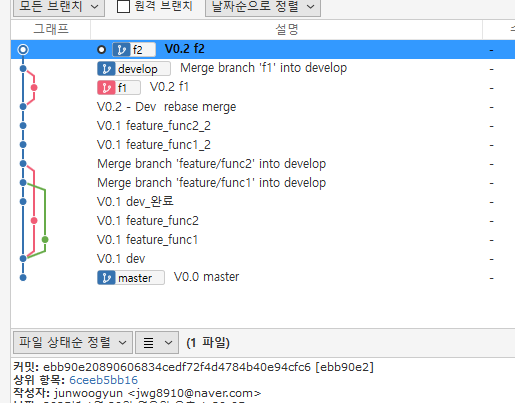 모든 브랜치 원격 브랜치 날짜순으로 정렬
그래프 설명
f2 V0.2 f2 -
develop Merge branch 'f1' into develop -
f1 V0.2 f1 -
V0.2 - Dev rebase merge -
V0.1 feature_func2_2 -
V0.1 feature_func1_2 -
Merge branch 'feature/func2' into develop -
Merge branch 'feature/func1' into develop -
V0.1 dev_완료 -
V0.1 feature_func2 -
V0.1 feature_func1 -
V0.1 dev -
master V0.0 master -
파일 상태순 정렬 (1 파일)
커밋: ebb90e20890606834cedf72f4d4784b40e94cfc6 [ebb90e2]
상위 항목: 6ceeb5bb16
작성자: junwoogyun <jwg8910@naver.com>